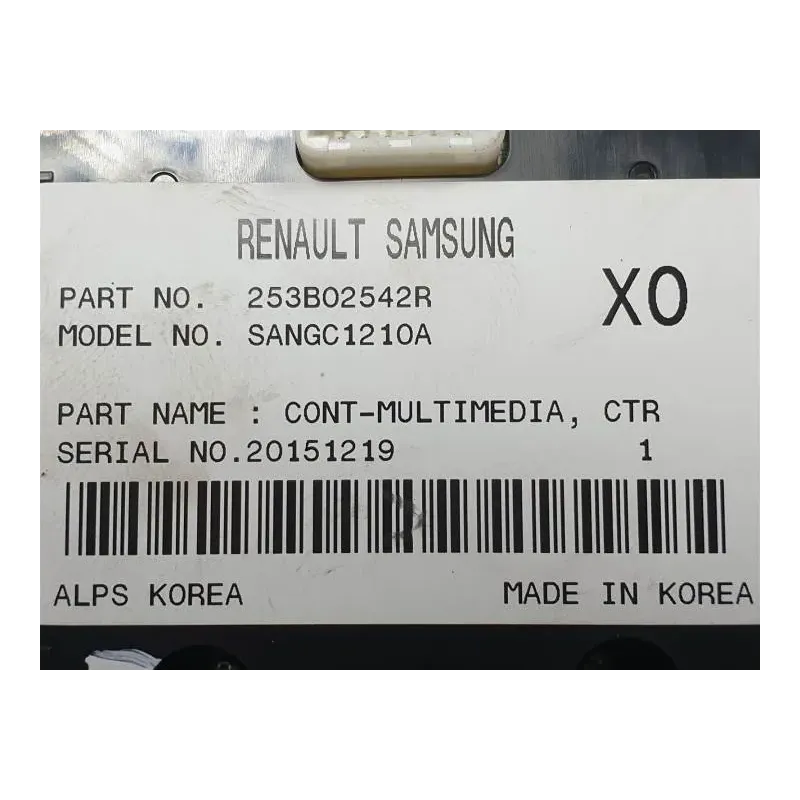 RENAULT SAMSUNG
PART NO. 253B02542R
XO
MODEL NO. SANGC1210A
PART NAME : CONT-MULTIMEDIA, CTR
SERIAL NO.20151219 1
ALPS KOREA MADE IN KOREA